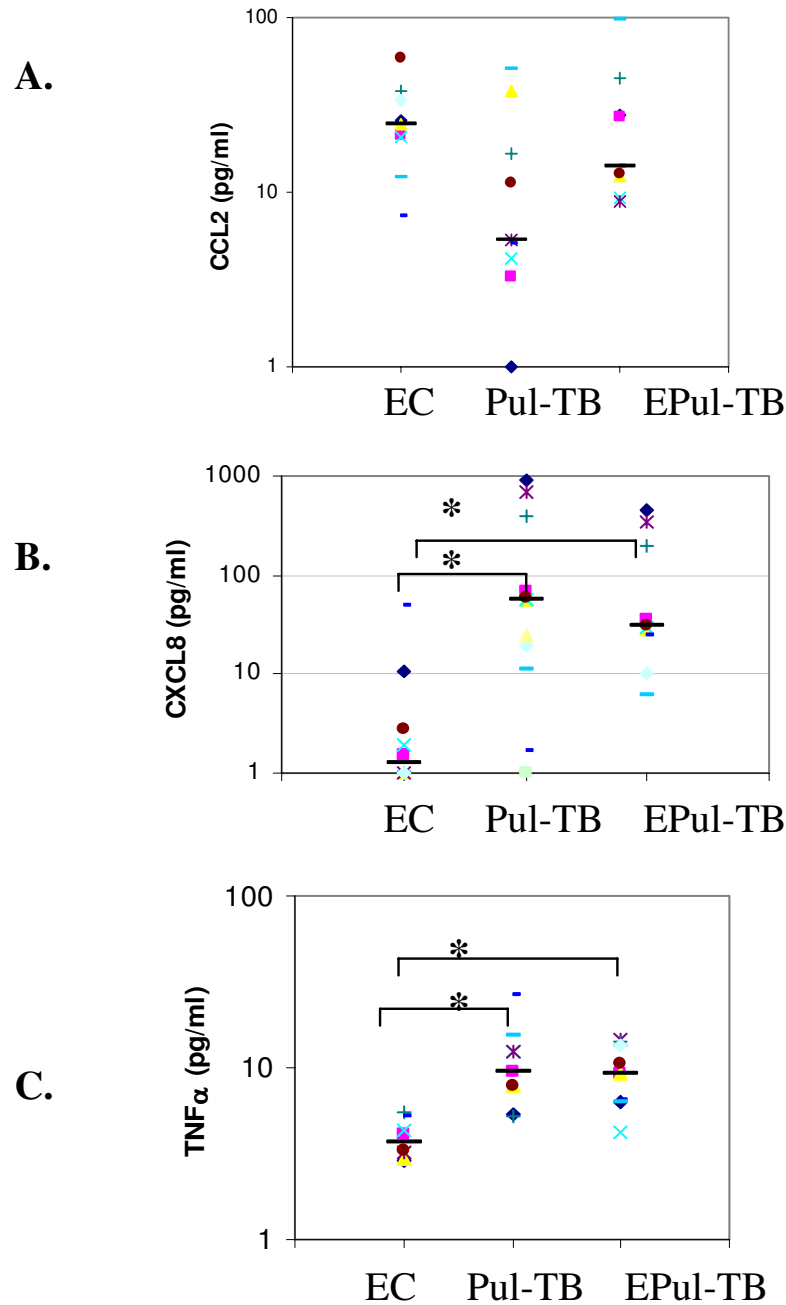 A.
CCL2 (pg/ml)
100
10
1
EC Pul-TB EPul-TB
B.
CXCL8 (pg/ml)
1000
100
10
1
*
*
EC Pul-TB EPul-TB
C.
TNFα (pg/ml)
100
10
1
*
*
EC Pul-TB EPul-TB